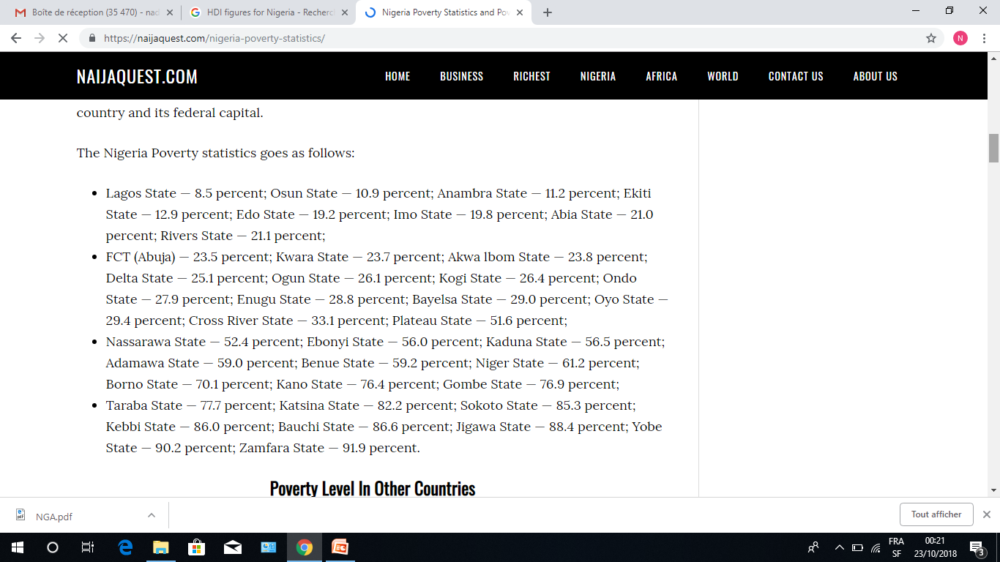 Boîte de réception (35 470) - nad
HDI figures for Nigeria - Recherc
Nigeria Poverty Statistics and Pov
https://naijaquest.com/nigeria-poverty-statistics/
N
NAIJAQUEST.COM
HOME BUSINESS RICHEST NIGERIA AFRICA WORLD CONTACT US ABOUT US
country and its federal capital.
The Nigeria Poverty statistics goes as follows:
Lagos State — 8.5 percent; Osun State — 10.9 percent; Anambra State — 11.2 percent; Ekiti
State — 12.9 percent; Edo State — 19.2 percent; Imo State — 19.8 percent; Abia State — 21.0
percent; Rivers State — 21.1 percent;
FCT (Abuja) — 23.5 percent; Kwara State — 23.7 percent; Akwa lbom State — 23.8 percent;
Delta State — 25.1 percent; Ogun State — 26.1 percent; Kogi State — 26.4 percent; Ondo
State — 27.9 percent; Enugu State — 28.8 percent; Bayelsa State — 29.0 percent; Oyo State —
29.4 percent; Cross River State — 33.1 percent; Plateau State — 51.6 percent;
Nassarawa State — 52.4 percent; Ebonyi State — 56.0 percent; Kaduna State — 56.5 percent;
Adamawa State — 59.0 percent; Benue State — 59.2 percent; Niger State — 61.2 percent;
Borno State — 70.1 percent; Kano State — 76.4 percent; Gombe State — 76.9 percent;
Taraba State — 77.7 percent; Katsina State — 82.2 percent; Sokoto State — 85.3 percent;
Kebbi State — 86.0 percent; Bauchi State — 86.6 percent; Jigawa State — 88.4 percent; Yobe
State — 90.2 percent; Zamfara State — 91.9 percent.
Poverty Level In Other Countries
NGA.pdf
Tout afficher
FRA
SF
00:21
23/10/2018
3